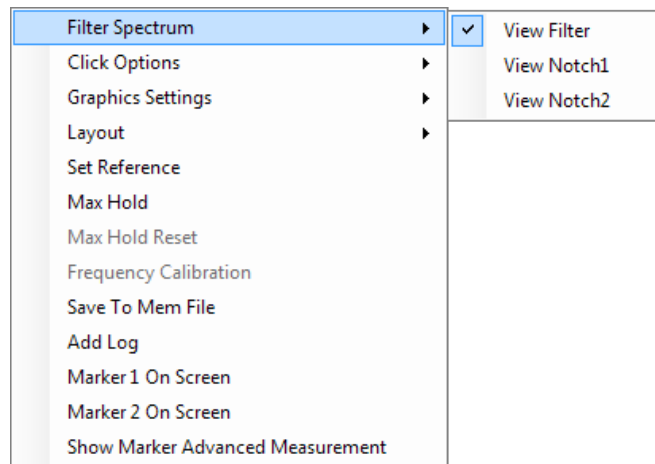 Filter Spectrum
View Filter
Click Options
View Notch1
Graphics Settings
View Notch2
Layout
Set Reference
Max Hold
Max Hold Reset
Frequency Calibration
Save To Mem File
Add Log
Marker 1 On Screen
Marker 2 On Screen
Show Marker Advanced Measurement